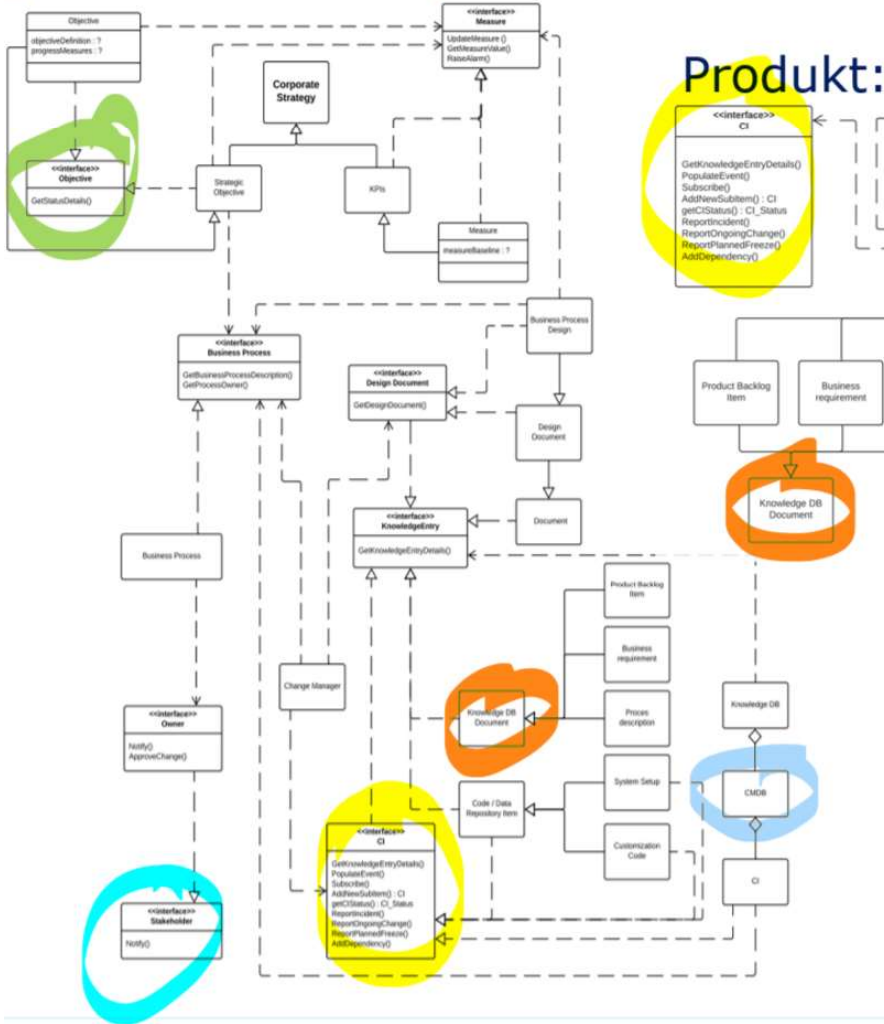 Objective
objectiveDefinition : ?
progressMeasures : ?
<<interface>>
Measure
UpdateMeasure ()
GetMeasureValue()
RaiseAlarm()
Corporate
Strategy
Produkt:
<<interface>>
CI
GetKnowledgeEntryDetails()
PopulateEvent()
Subscribe()
AddNewSubItem() : CI
getCIStatus() : CI_Status
ReportIncident()
ReportOngoingChange()
ReportPlannedFreeze()
AddDependency()
<<interface>>
Objective
GetStatusDetails()
Strategic
Objective
KPIs
Measure
measureBaseline : ?
Business Process
Design
<<interface>>
Business Process
GetBusinessProcessDescription()
GetProcessOwner()
<<interface>>
Design Document
GetDesignDocument()
Design
Document
Product Backlog
Item
Business
requirement
Knowledge DB
Document
<<interface>>
KnowledgeEntry
GetKnowledgeEntryDetails()
Document
Business Process
Product Backlog
Item
Business
requirement
Change Manager
Knowledge DB
Document
Proces
description
Knowledge DB
<<interface>>
Owner
Notify()
ApproveChange()
Code / Data
Repository Item
System Setup
CMDB
Customization
Code
CI
<<interface>>
CI
GetKnowledgeEntryDetails()
PopulateEvent()
Subscribe()
AddNewSubItem() : CI
getCIStatus() : CI_Status
ReportIncident()
ReportOngoingChange()
ReportPlannedFreeze()
AddDependency()
<<interface>>
Stakeholder
Notify()